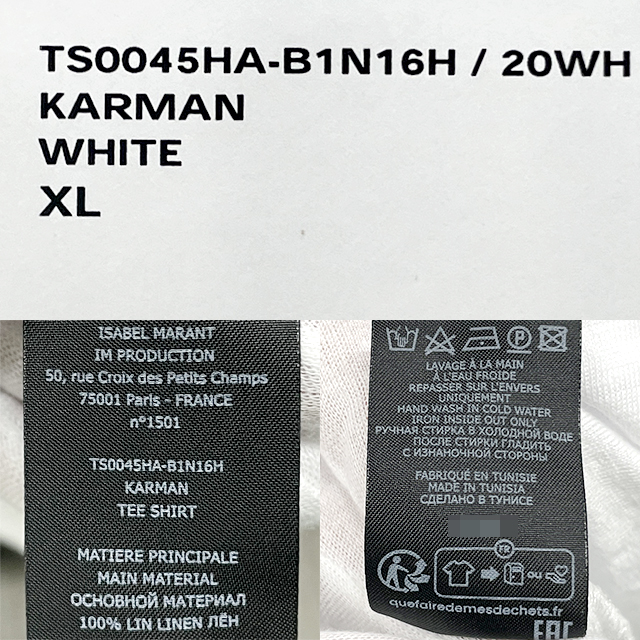 TS0045HA-B1N16H / 20WH
KARMAN
WHITE
XL
ISABEL MARANT
IM PRODUCTION
50, rue Croix des Petits Champs
75001 Paris - FRANCE
n°1501
TS0045HA-B1N16H
KARMAN
TEE SHIRT
MATIERE PRINCIPALE
MAIN MATERIAL
ОСНОВНОЙ МАТЕРИАЛ
100% LIN LINEN ЛЁН
P
LAVAGE À LA MAIN
À L'EAU FROIDE
REPASSER SUR L'ENVERS
UNIQUEMENT
HAND WASH IN COLD WATER
IRON INSIDE OUT ONLY
РУЧНАЯ СТИРКА В ХОЛОДНОЙ ВОДЕ
ПОСЛЕ СТИРКИ ГЛАДИТЬ
С ИЗНАНОЧНОЙ СТОРОНЫ
FABRIQUÉ EN TUNISIE
MADE IN TUNISIA
СДЕЛАНО В ТУНИСЕ
FR
OU
quefairedemesdechets.fr
EAC